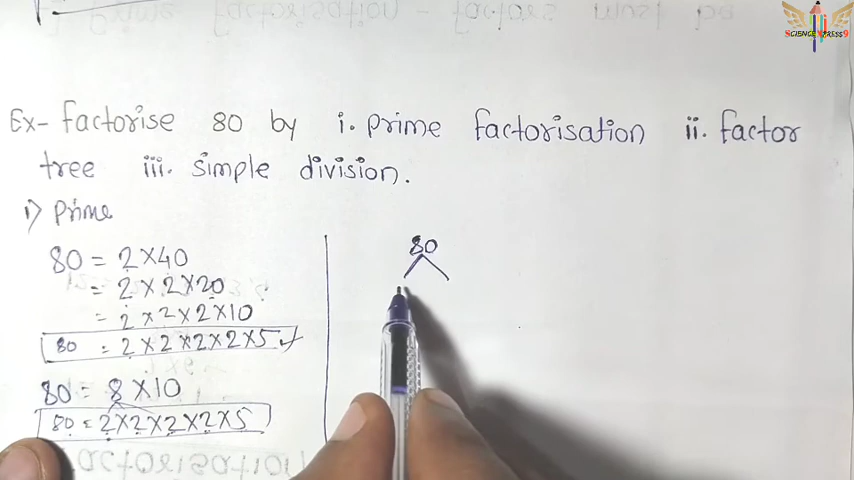 SCIENCE XPRESS9
Ex- Factorise 80 by i. prime factorisation ii. factor
tree iii. simple division.
i) Prime
80 = 2×40
= 2×2×20
= 2×2×2×10
80 = 2×2×2×2×5
80 = 8×10
80 = 2×2×2×2×5
80